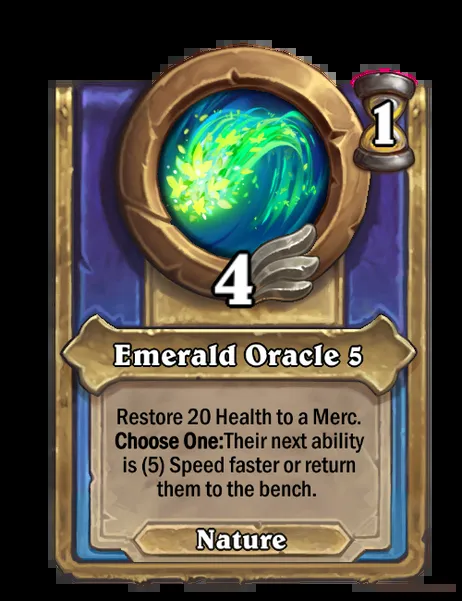 1
4
Emerald Oracle 5
Restore 20 Health to a Merc.
Choose One:Their next ability
is (5) Speed faster or return
them to the bench.
Nature